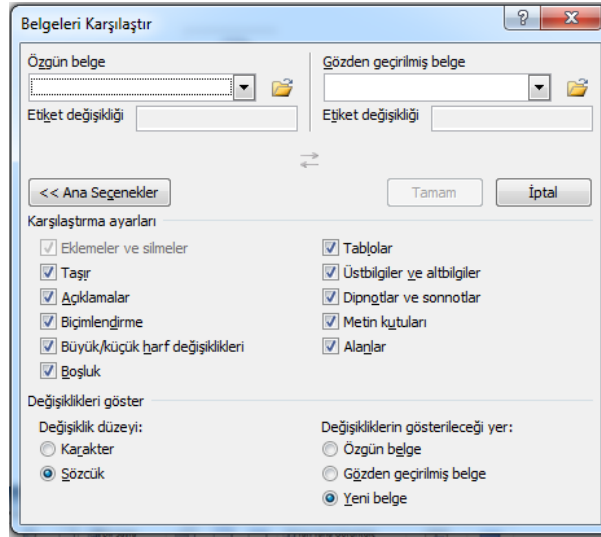 Belgeleri Karşılaştır
Özgün belge
Gözden geçirilmiş belge
Etiket değişikliği
Etiket değişikliği
<< Ana Seçenekler
Tamam
İptal
Karşılaştırma ayarları
Eklemeler ve silmeler
Tablolar
Taşır
Üstbilgiler ve altbilgiler
Açıklamalar
Dipnotlar ve sonnotlar
Biçimlendirme
Metin kutuları
Büyük/küçük harf değişiklikleri
Alanlar
Boşluk
Değişiklikleri göster
Değişiklik düzeyi:
Değişikliklerin gösterileceği yer:
Karakter
Özgün belge
Sözcük
Gözden geçirilmiş belge
Yeni belge